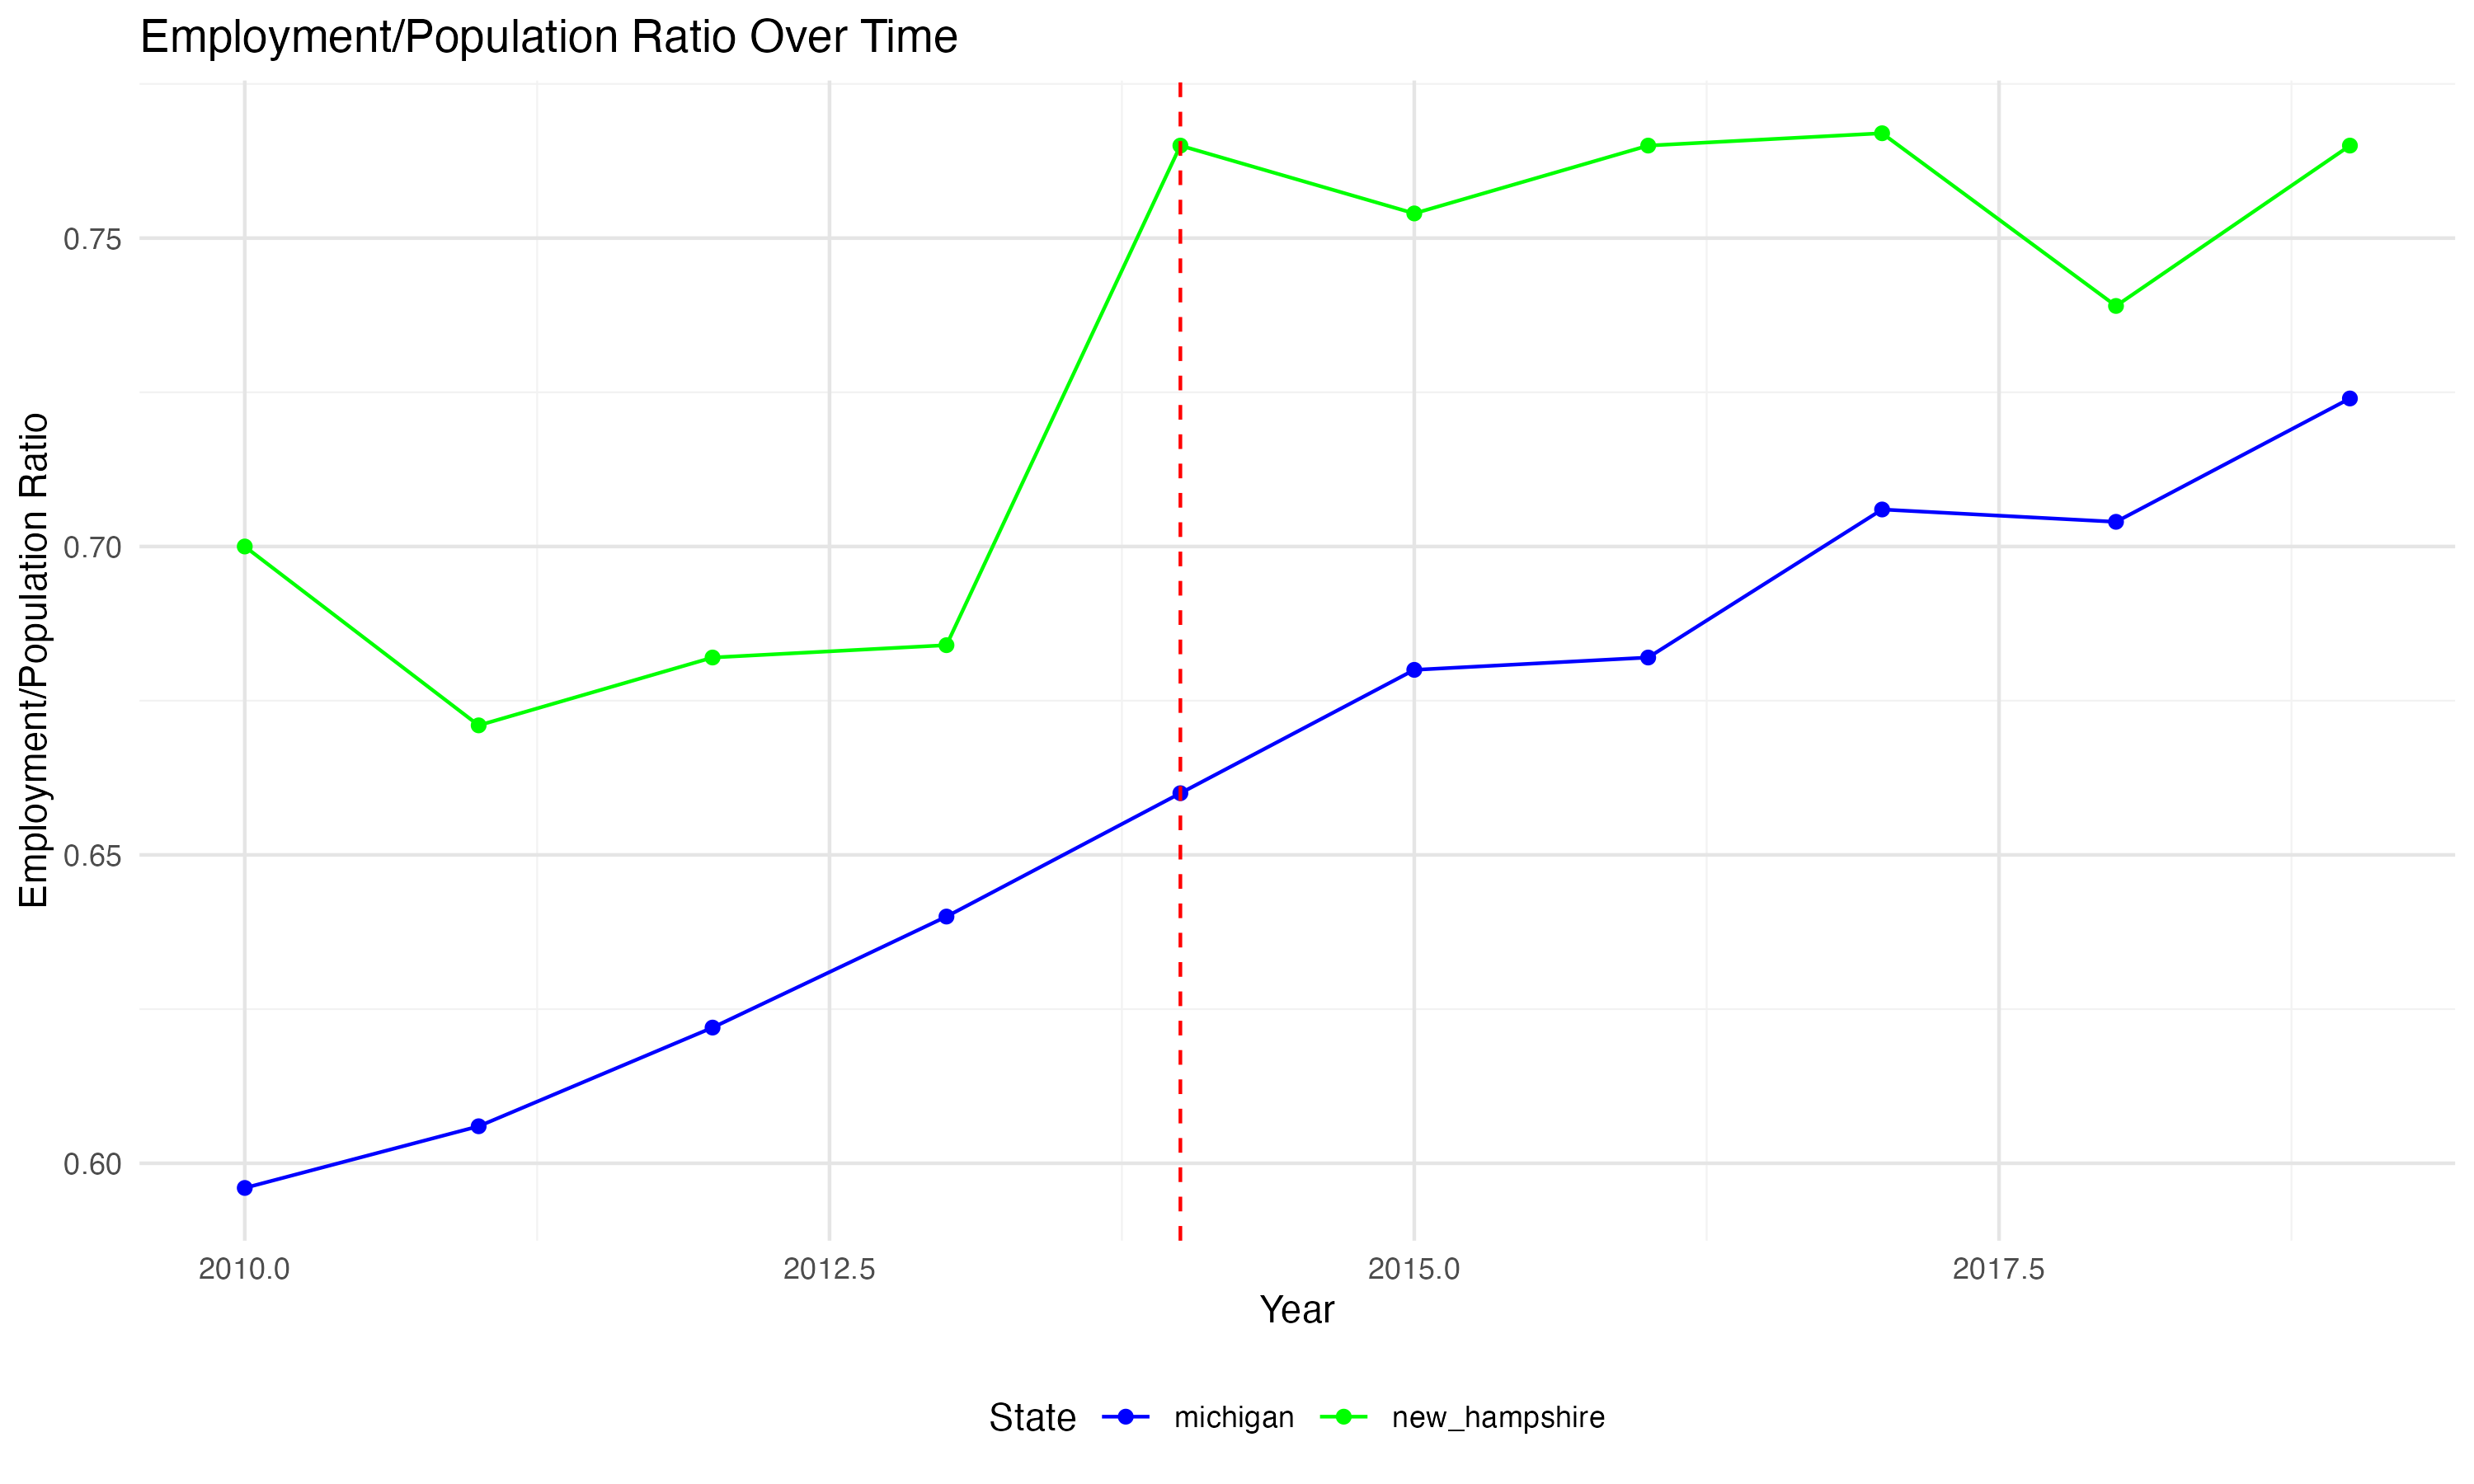 Employment/Population Ratio Over Time
Employment/Population Ratio
0.75
0.70
0.65
0.60
2010.0 2012.5 2015.0 2017.5
Year
State michigan new_hampshire